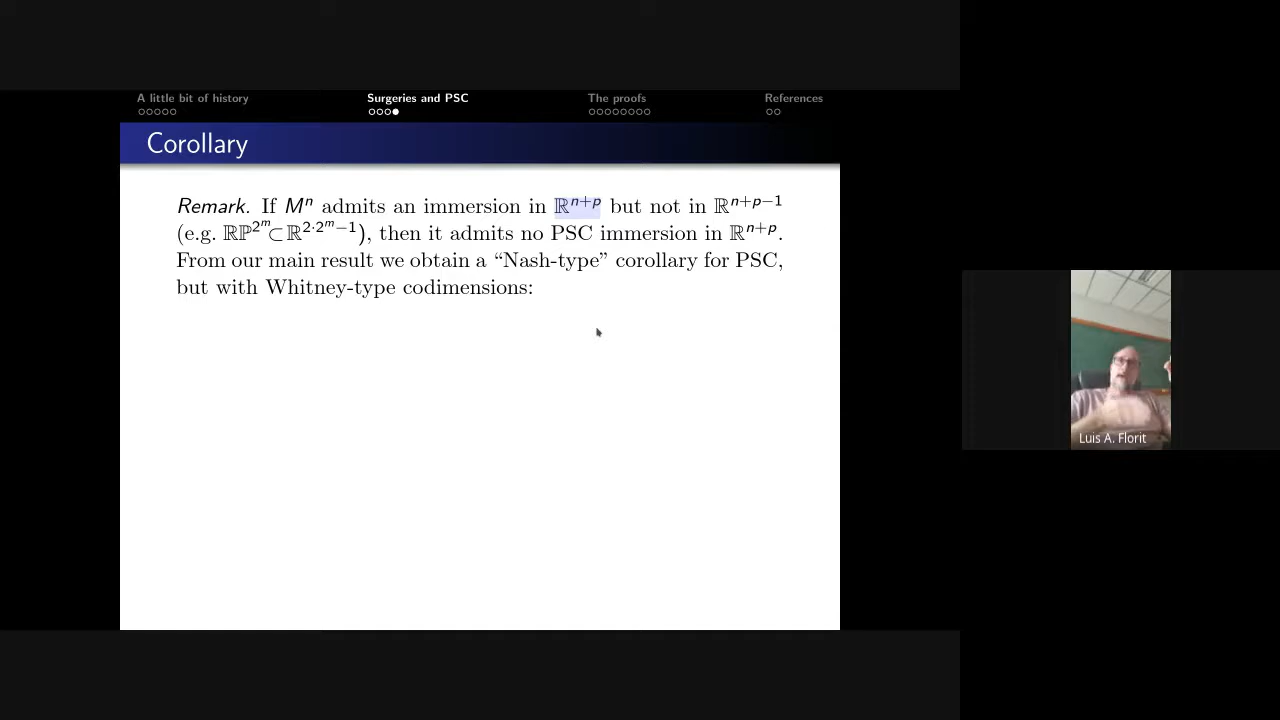 A little bit of history Surgeries and PSC The proofs References
Corollary
Remark. If Mⁿ admits an immersion in ℝⁿ⁺ᵖ but not in ℝⁿ⁺ᵖ⁻¹
(e.g. ℝℙ^{2^m}⊂ℝ^{2·2^m−1}), then it admits no PSC immersion in ℝⁿ⁺ᵖ.
From our main result we obtain a “Nash-type” corollary for PSC,
but with Whitney-type codimensions:
Luis A. Florit